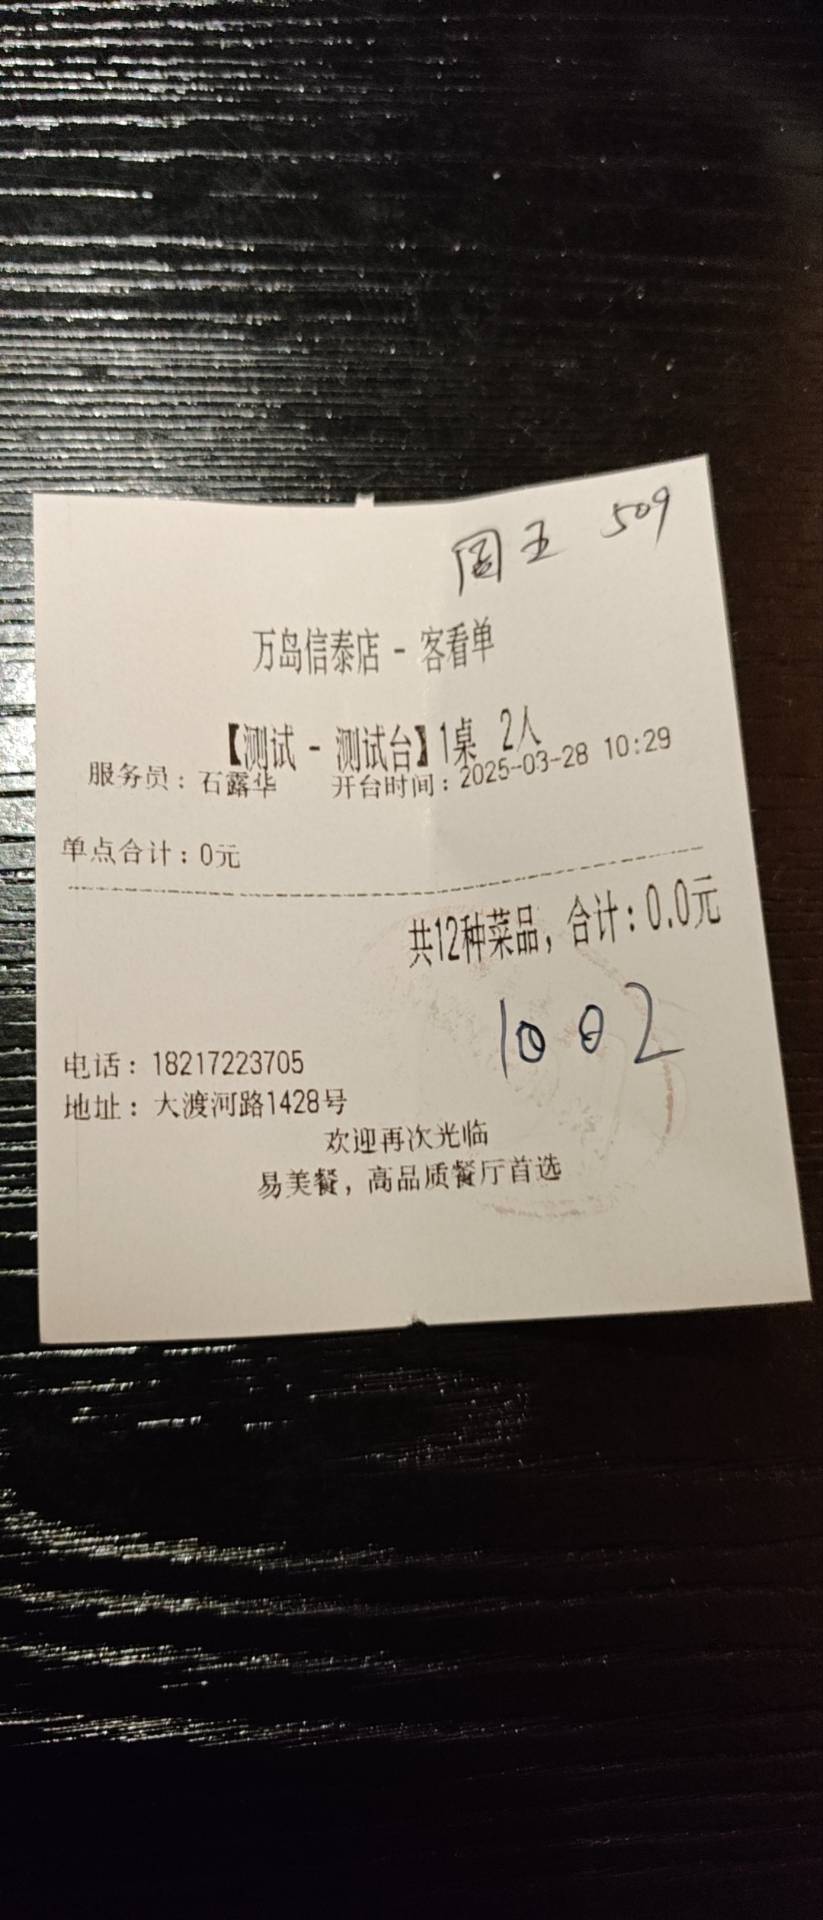 国王 509
万岛信泰店 - 客看单
【测试 - 测试台】1桌 2人
服务员：石露华 开台时间：2025-03-28 10:29
单点合计：0元
共12种菜品，合计：0.0元
1002
电话：18217223705
地址：大渡河路1428号
欢迎再次光临
易美餐，高品质餐厅首选